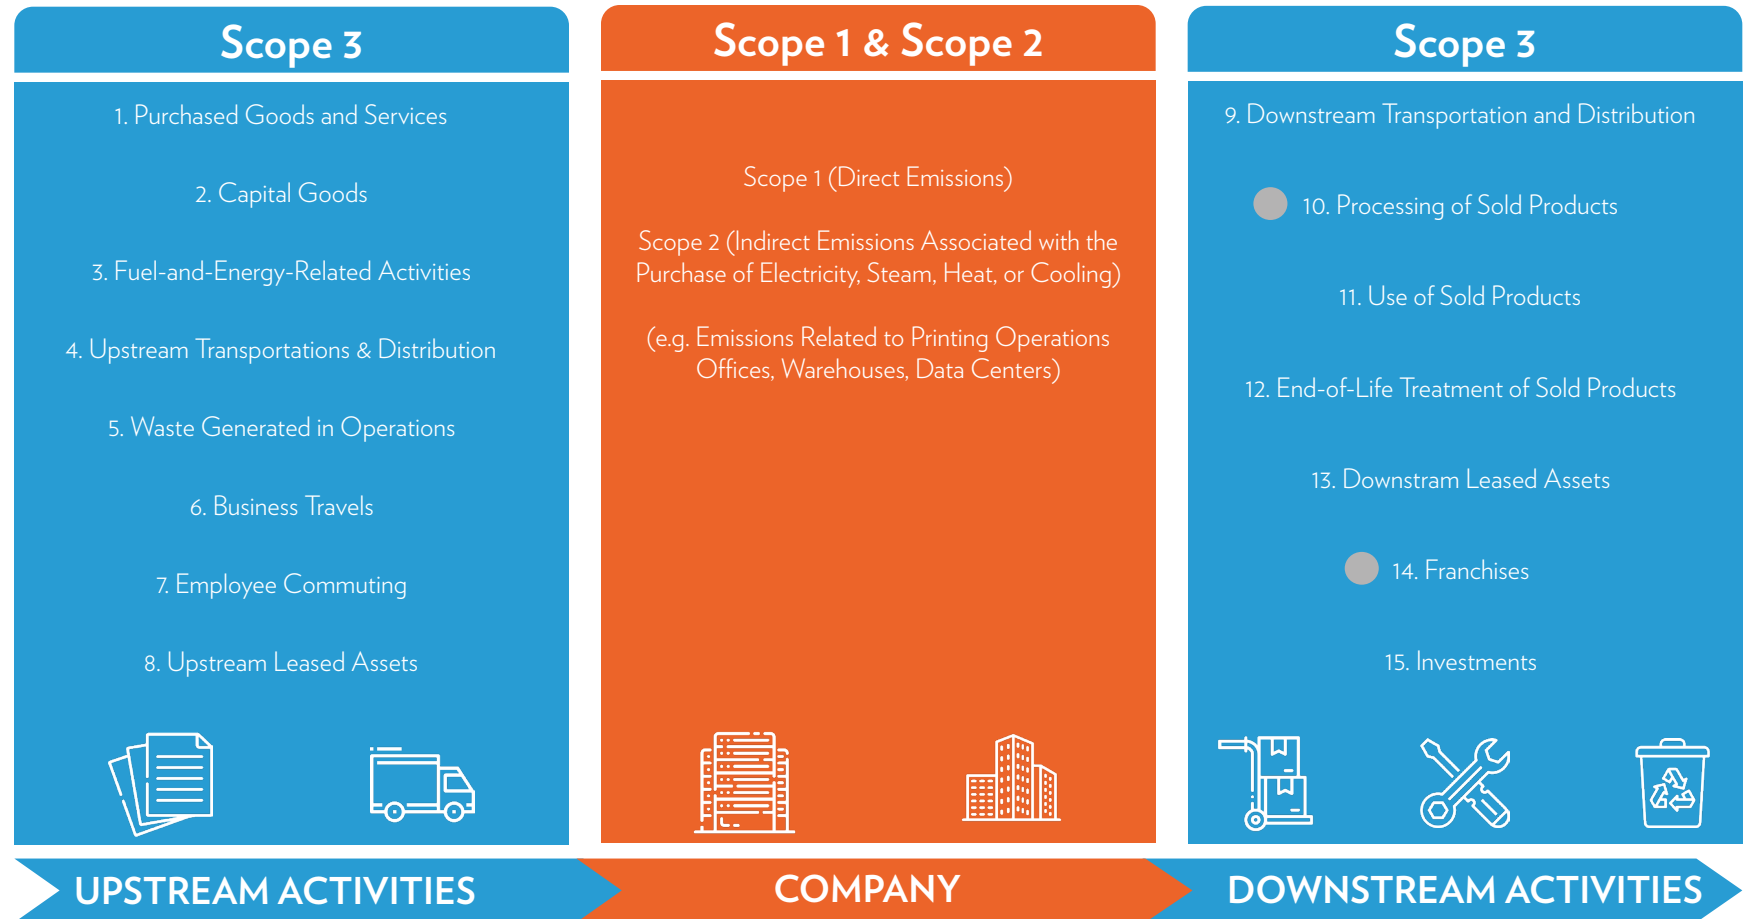 Scope 3
1. Purchased Goods and Services
2. Capital Goods
3. Fuel-and-Energy-Related Activities
4. Upstream Transportations & Distribution
5. Waste Generated in Operations
6. Business Travels
7. Employee Commuting
8. Upstream Leased Assets
UPSTREAM ACTIVITIES
Scope 1 & Scope 2
Scope 1 (Direct Emissions)
Scope 2 (Indirect Emissions Associated with the
Purchase of Electricity, Steam, Heat, or Cooling)
(e.g. Emissions Related to Printing Operations
Offices, Warehouses, Data Centers)
COMPANY
Scope 3
9. Downstream Transportation and Distribution
10. Processing of Sold Products
11. Use of Sold Products
12. End-of-Life Treatment of Sold Products
13. Downstram Leased Assets
14. Franchises
15. Investments
DOWNSTREAM ACTIVITIES